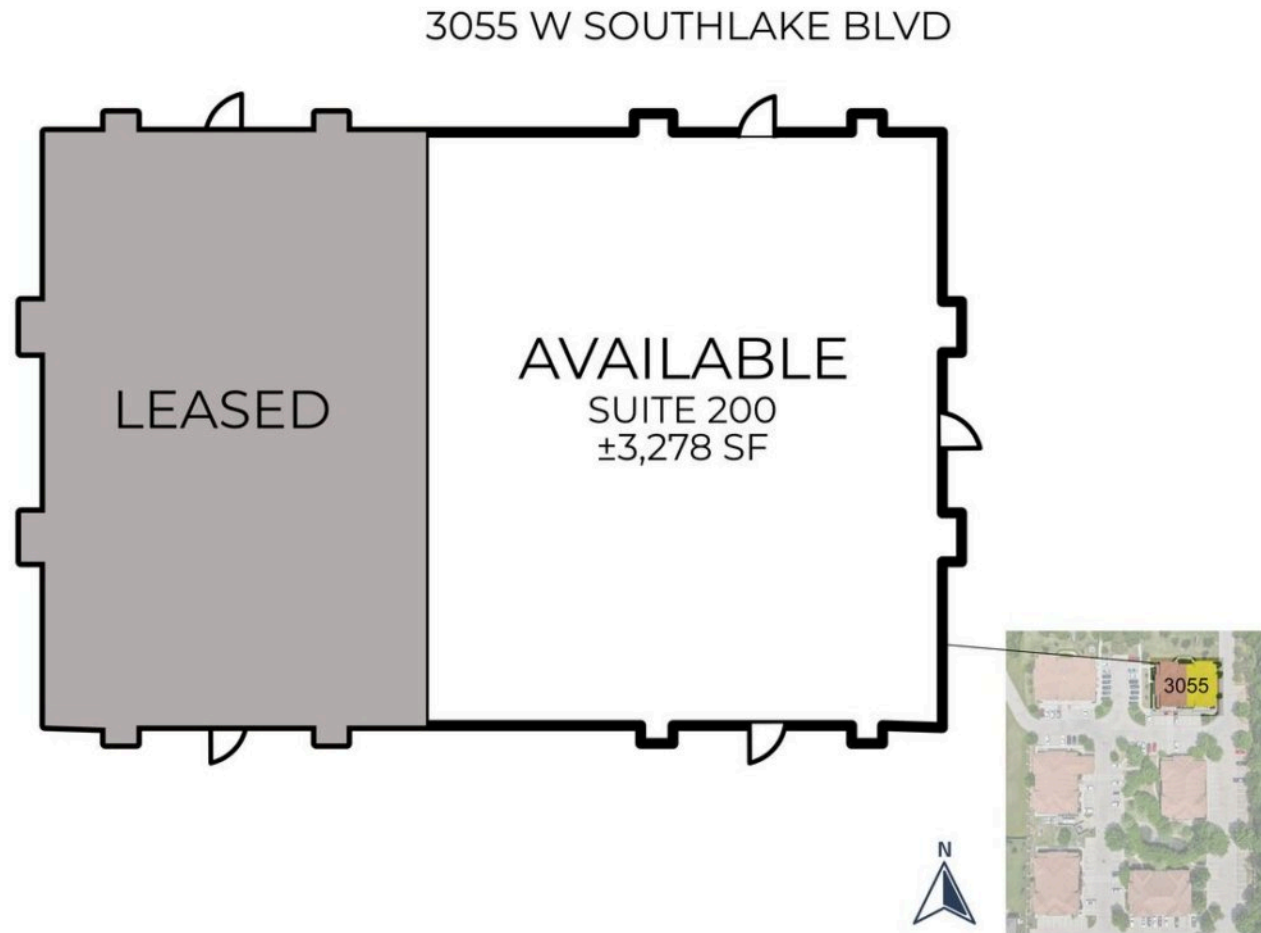 3055 W SOUTHLAKE BLVD
LEASED
AVAILABLE
SUITE 200
±3,278 SF
3055
N